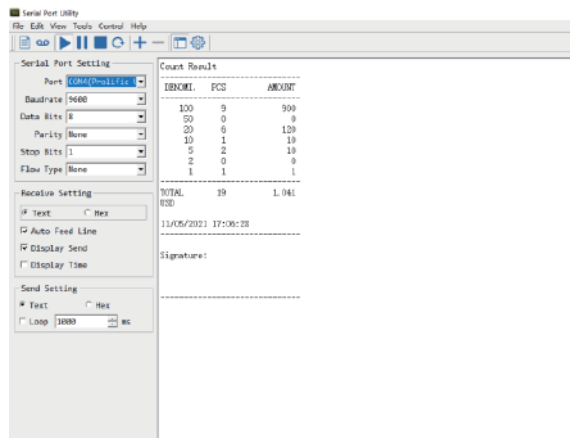 Serial Port Utility
File Edit View Tools Control Help
Serial Port Setting
Port COM4(Prolific
Baudrate 9600
Data Bits 8
Parity None
Stop Bits 1
Flow Type None
Receive Setting
Text Hex
Auto Feed Line
Display Send
Display Time
Send Setting
Text Hex
Loop 1000 ms
Count Result
DENOMI. PCS AMOUNT
100 9 900
50 0 0
20 6 120
10 1 10
5 2 10
2 0 0
1 1 1
TOTAL 19 1,041
USD
11/05/2021 17:06:28
Signature: